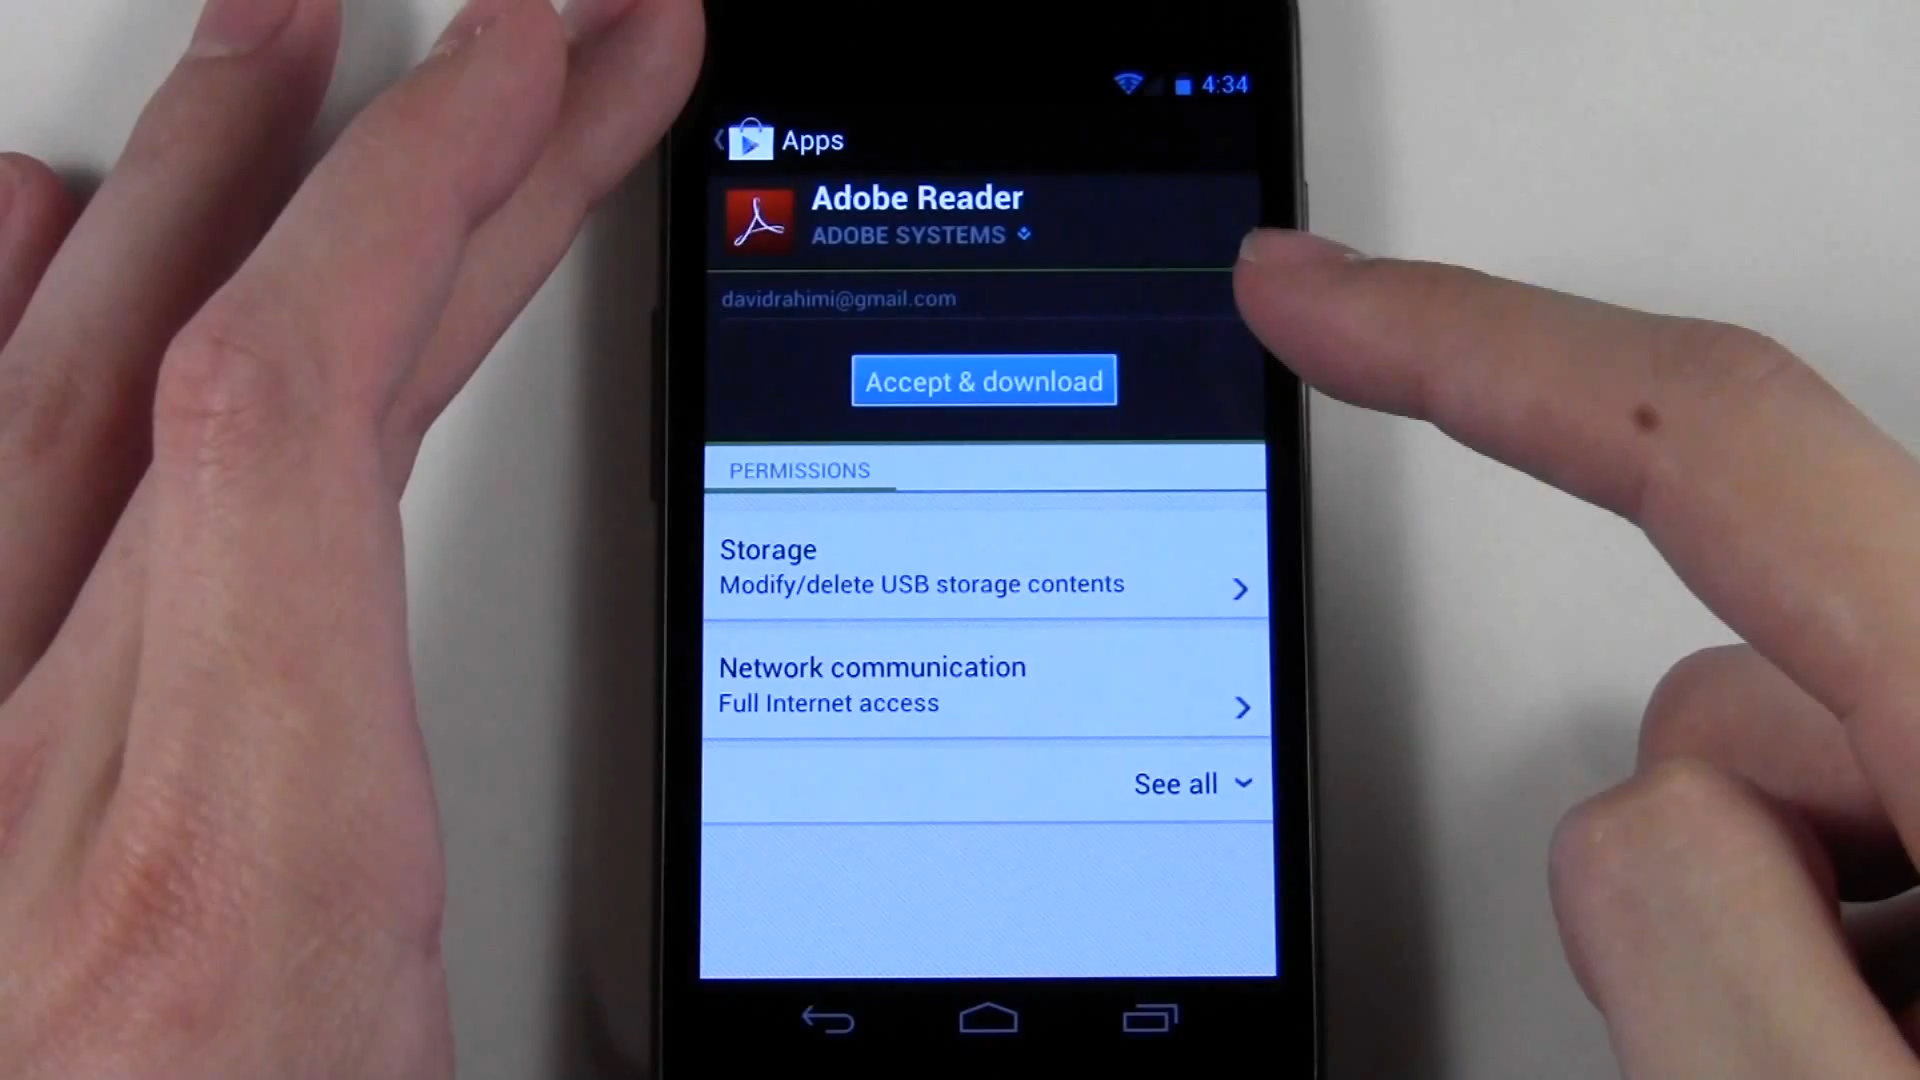 4:34
Apps
Adobe Reader
ADOBE SYSTEMS
davidrahimi@gmail.com
Accept & download
PERMISSIONS
Storage
Modify/delete USB storage contents
Network communication
Full Internet access
See all